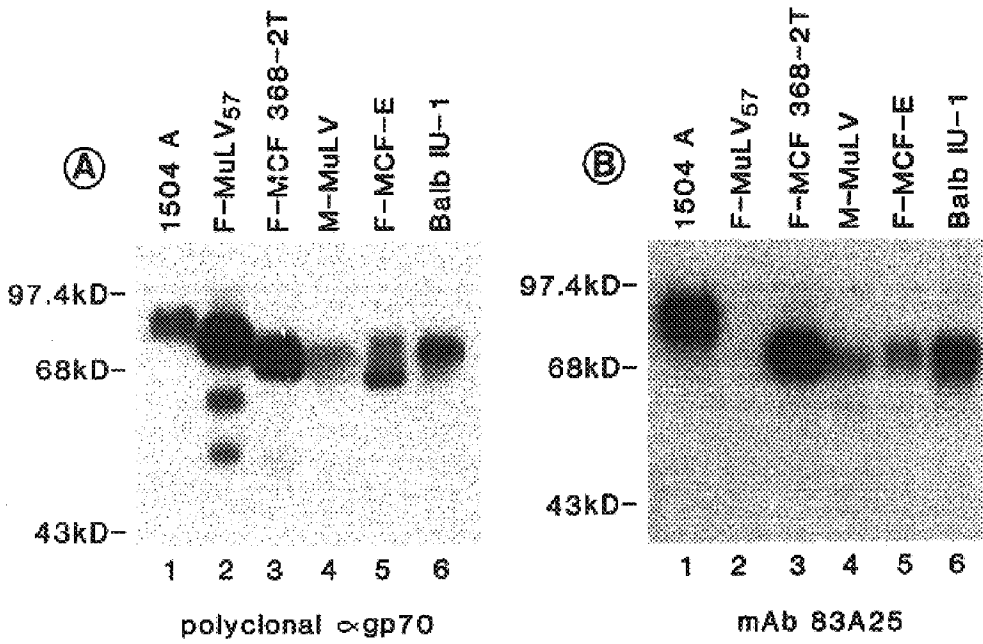 A
1504 A
F-MuLV57
F-MCF 368-2T
M-MuLV
F-MCF-E
Balb IU-1
97.4kD-
68kD-
43kD-
1 2 3 4 5 6
polyclonal ∝gp70
B
1504 A
F-MuLV57
F-MCF 368-2T
M-MuLV
F-MCF-E
Balb IU-1
97.4kD-
68kD-
43kD-
1 2 3 4 5 6
mAb 83A25